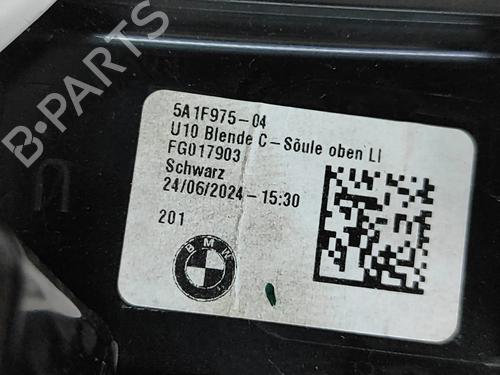 B-PARTS
5A1F975-04
U10 Blende C-Sõule oben LI
FG017903
Schwarz
24/06/2024-15:30
201
BMW